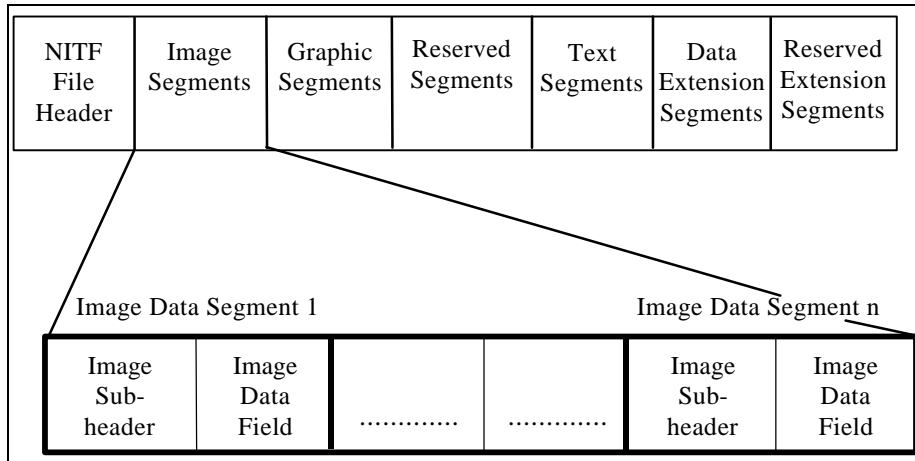 NITF
File
Header
Image
Segments
Graphic
Segments
Reserved
Segments
Text
Segments
Data
Extension
Segments
Reserved
Extension
Segments
Image Data Segment 1
Image Data Segment n
Image
Sub-
header
Image
Data
Field
.............
.............
Image
Sub-
header
Image
Data
Field